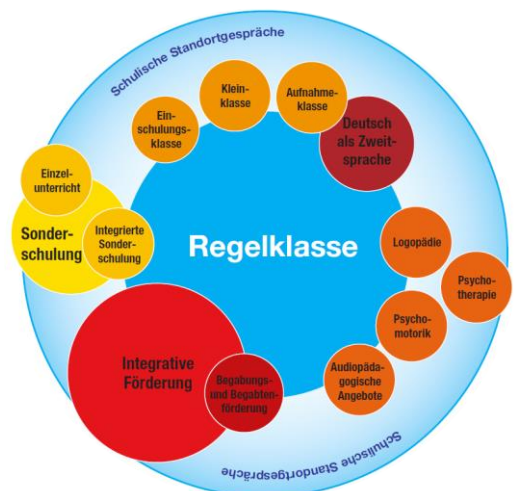 Schulische Standortgespräche
Klein-
klasse
Aufnahme-
klasse
Ein-
schulungs-
klasse
Deutsch
als Zweit-
sprache
Einzel-
unterricht
Sonder-
schulung
Integrierte
Sonder-
schulung
Regelklasse
Logopädie
Psycho-
therapie
Psycho-
motorik
Integrative
Förderung
Begabungs-
und Begabten-
förderung
Audiopäda-
gogische
Angebote
Schulische Standortgespräche